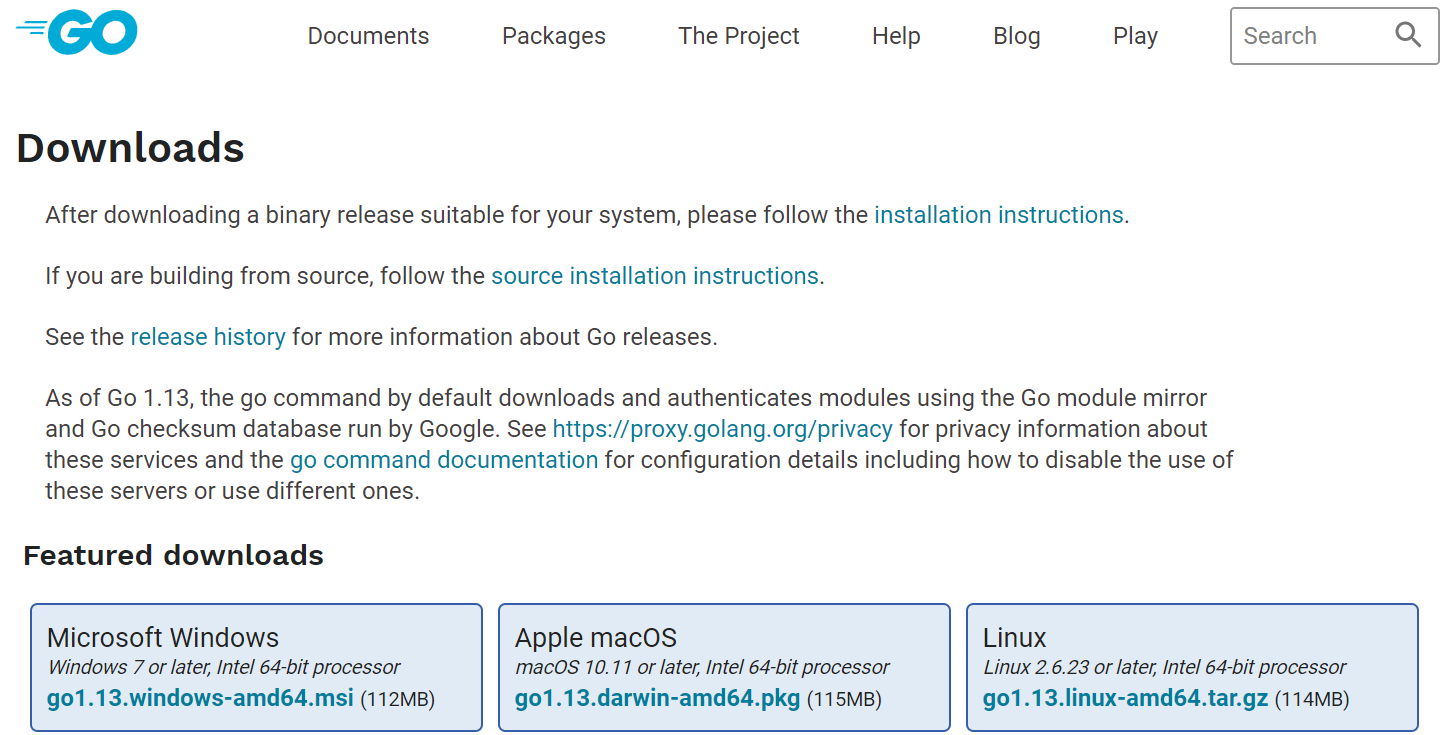 GO
Documents
Packages
The Project
Help
Blog
Play
Search
Downloads
After downloading a binary release suitable for your system, please follow the installation instructions.
If you are building from source, follow the source installation instructions.
See the release history for more information about Go releases.
As of Go 1.13, the go command by default downloads and authenticates modules using the Go module mirror
and Go checksum database run by Google. See https://proxy.golang.org/privacy for privacy information about
these services and the go command documentation for configuration details including how to disable the use of
these servers or use different ones.
Featured downloads
Microsoft Windows
Windows 7 or later, Intel 64-bit processor
go1.13.windows-amd64.msi (112MB)
Apple macOS
macOS 10.11 or later, Intel 64-bit processor
go1.13.darwin-amd64.pkg (115MB)
Linux
Linux 2.6.23 or later, Intel 64-bit processor
go1.13.linux-amd64.tar.gz (114MB)